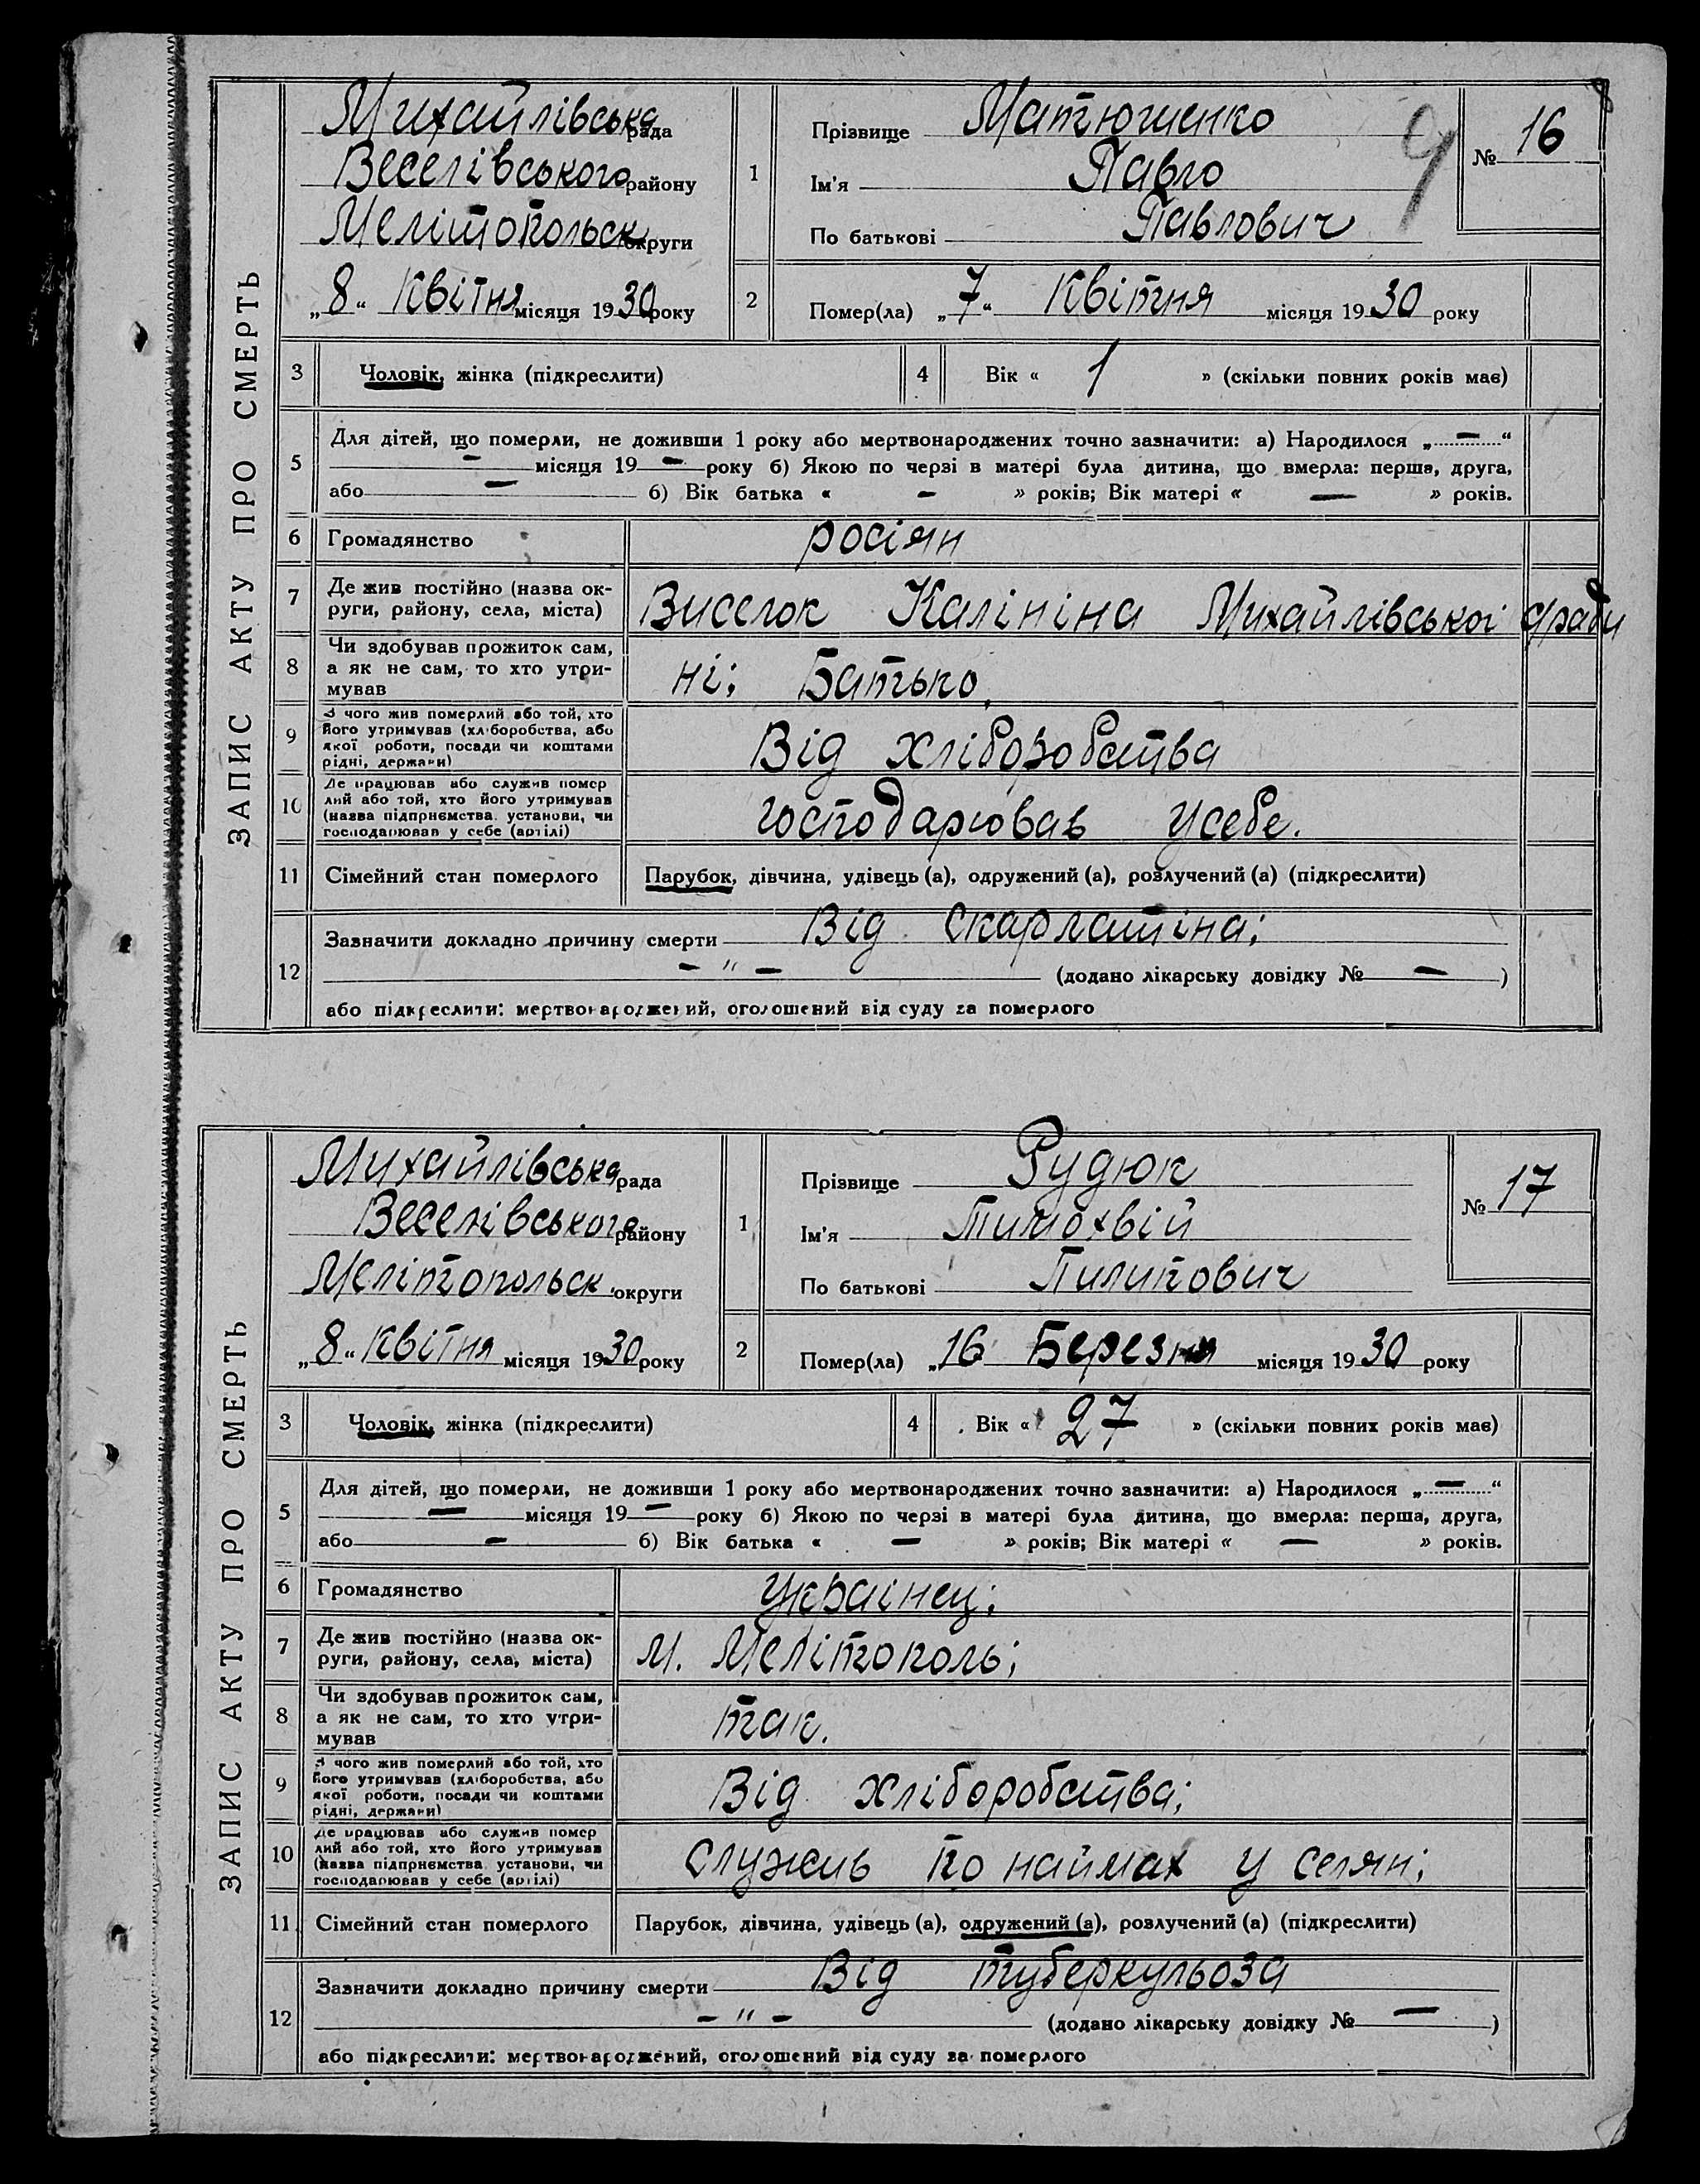 ЗАПИС АКТУ ПРО СМЕРТЬ
Михайлівська рада
Веселівського району
Мелітопольск округи
„8“ Квітня місяця 1930 року
1
Прізвище Матюшенко
Ім'я Павло
По батькові Павлович
9
№ 16
2
Помер(ла) „7“ Квітня місяця 1930 року
3
Чоловік, жінка (підкреслити)
4
Вік « 1 » (скільки повних років має)
5
Для дітей, що померли, не доживши 1 року або мертвонароджених точно зазначити: а) Народилося „ — “
— місяця 19 — року б) Якою по черзі в матері була дитина, що вмерла: перша, друга,
або — б) Вік батька « — » років; Вік матері « — » років.
6
Громадянство
росіян
7
Де жив постійно (назва ок-
руги, району, села, міста)
Виселок Калініна Михайлівської с/ради
8
Чи здобував прожиток сам,
а як не сам, то хто утри-
мував
ні; Батько.
9
З чого жив померлий або той, хто
його утримував (хліборобства, або
якої роботи, посади чи коштами
рідні, держави)
Від хліборобства
10
Де працював або служив помер
лий або той, хто його утримував
(назва підприємства установи, чи
господарював у себе (артілі)
господарював усебе.
11
Сімейний стан померлого
Парубок, дівчина, удівець (а), одружений (а), розлучений (а) (підкреслити)
12
Зазначити докладно причину смерти Від скарлатіна;
— " — (додано лікарську довідку № — )
або підкреслити: мертвонароджений, оголошений від суду за померлого
ЗАПИС АКТУ ПРО СМЕРТЬ
Михайлівська рада
Веселівського району
Мелітопольск. округи
„8“ Квітня місяця 1930 року
1
Прізвище Рудюк
Ім'я Тимохвій
По батькові Пилипович
№ 17
2
Помер(ла) „16 Березня місяця 1930 року
3
Чоловік, жінка (підкреслити)
4
Вік « 27 » (скільки повних років має)
5
Для дітей, що померли, не доживши 1 року або мертвонароджених точно зазначити: а) Народилося „ — “
— місяця 19 — року б) Якою по черзі в матері була дитина, що вмерла: перша, друга,
або — б) Вік батька « — » років; Вік матері « — » років.
6
Громадянство
Українец;
7
Де жив постійно (назва ок-
руги, району, села, міста)
м. Мелітополь;
8
Чи здобував прожиток сам,
а як не сам, то хто утри-
мував
так.
9
З чого жив померлий або той, хто
його утримував (хліборобства, або
якої роботи, посади чи коштами
рідні, держави)
Від хліборобства;
10
Де працював або служив помер
лий або той, хто його утримував
(назва підприємства установи, чи
господарював у себе (артілі)
служив по наймах у селян;
11
Сімейний стан померлого
Парубок, дівчина, удівець (а), одружений (а), розлучений (а) (підкреслити)
12
Зазначити докладно причину смерти Від туберкульоза
— " — (додано лікарську довідку № — )
або підкреслити: мертвонароджений, оголошений від суду за померлого